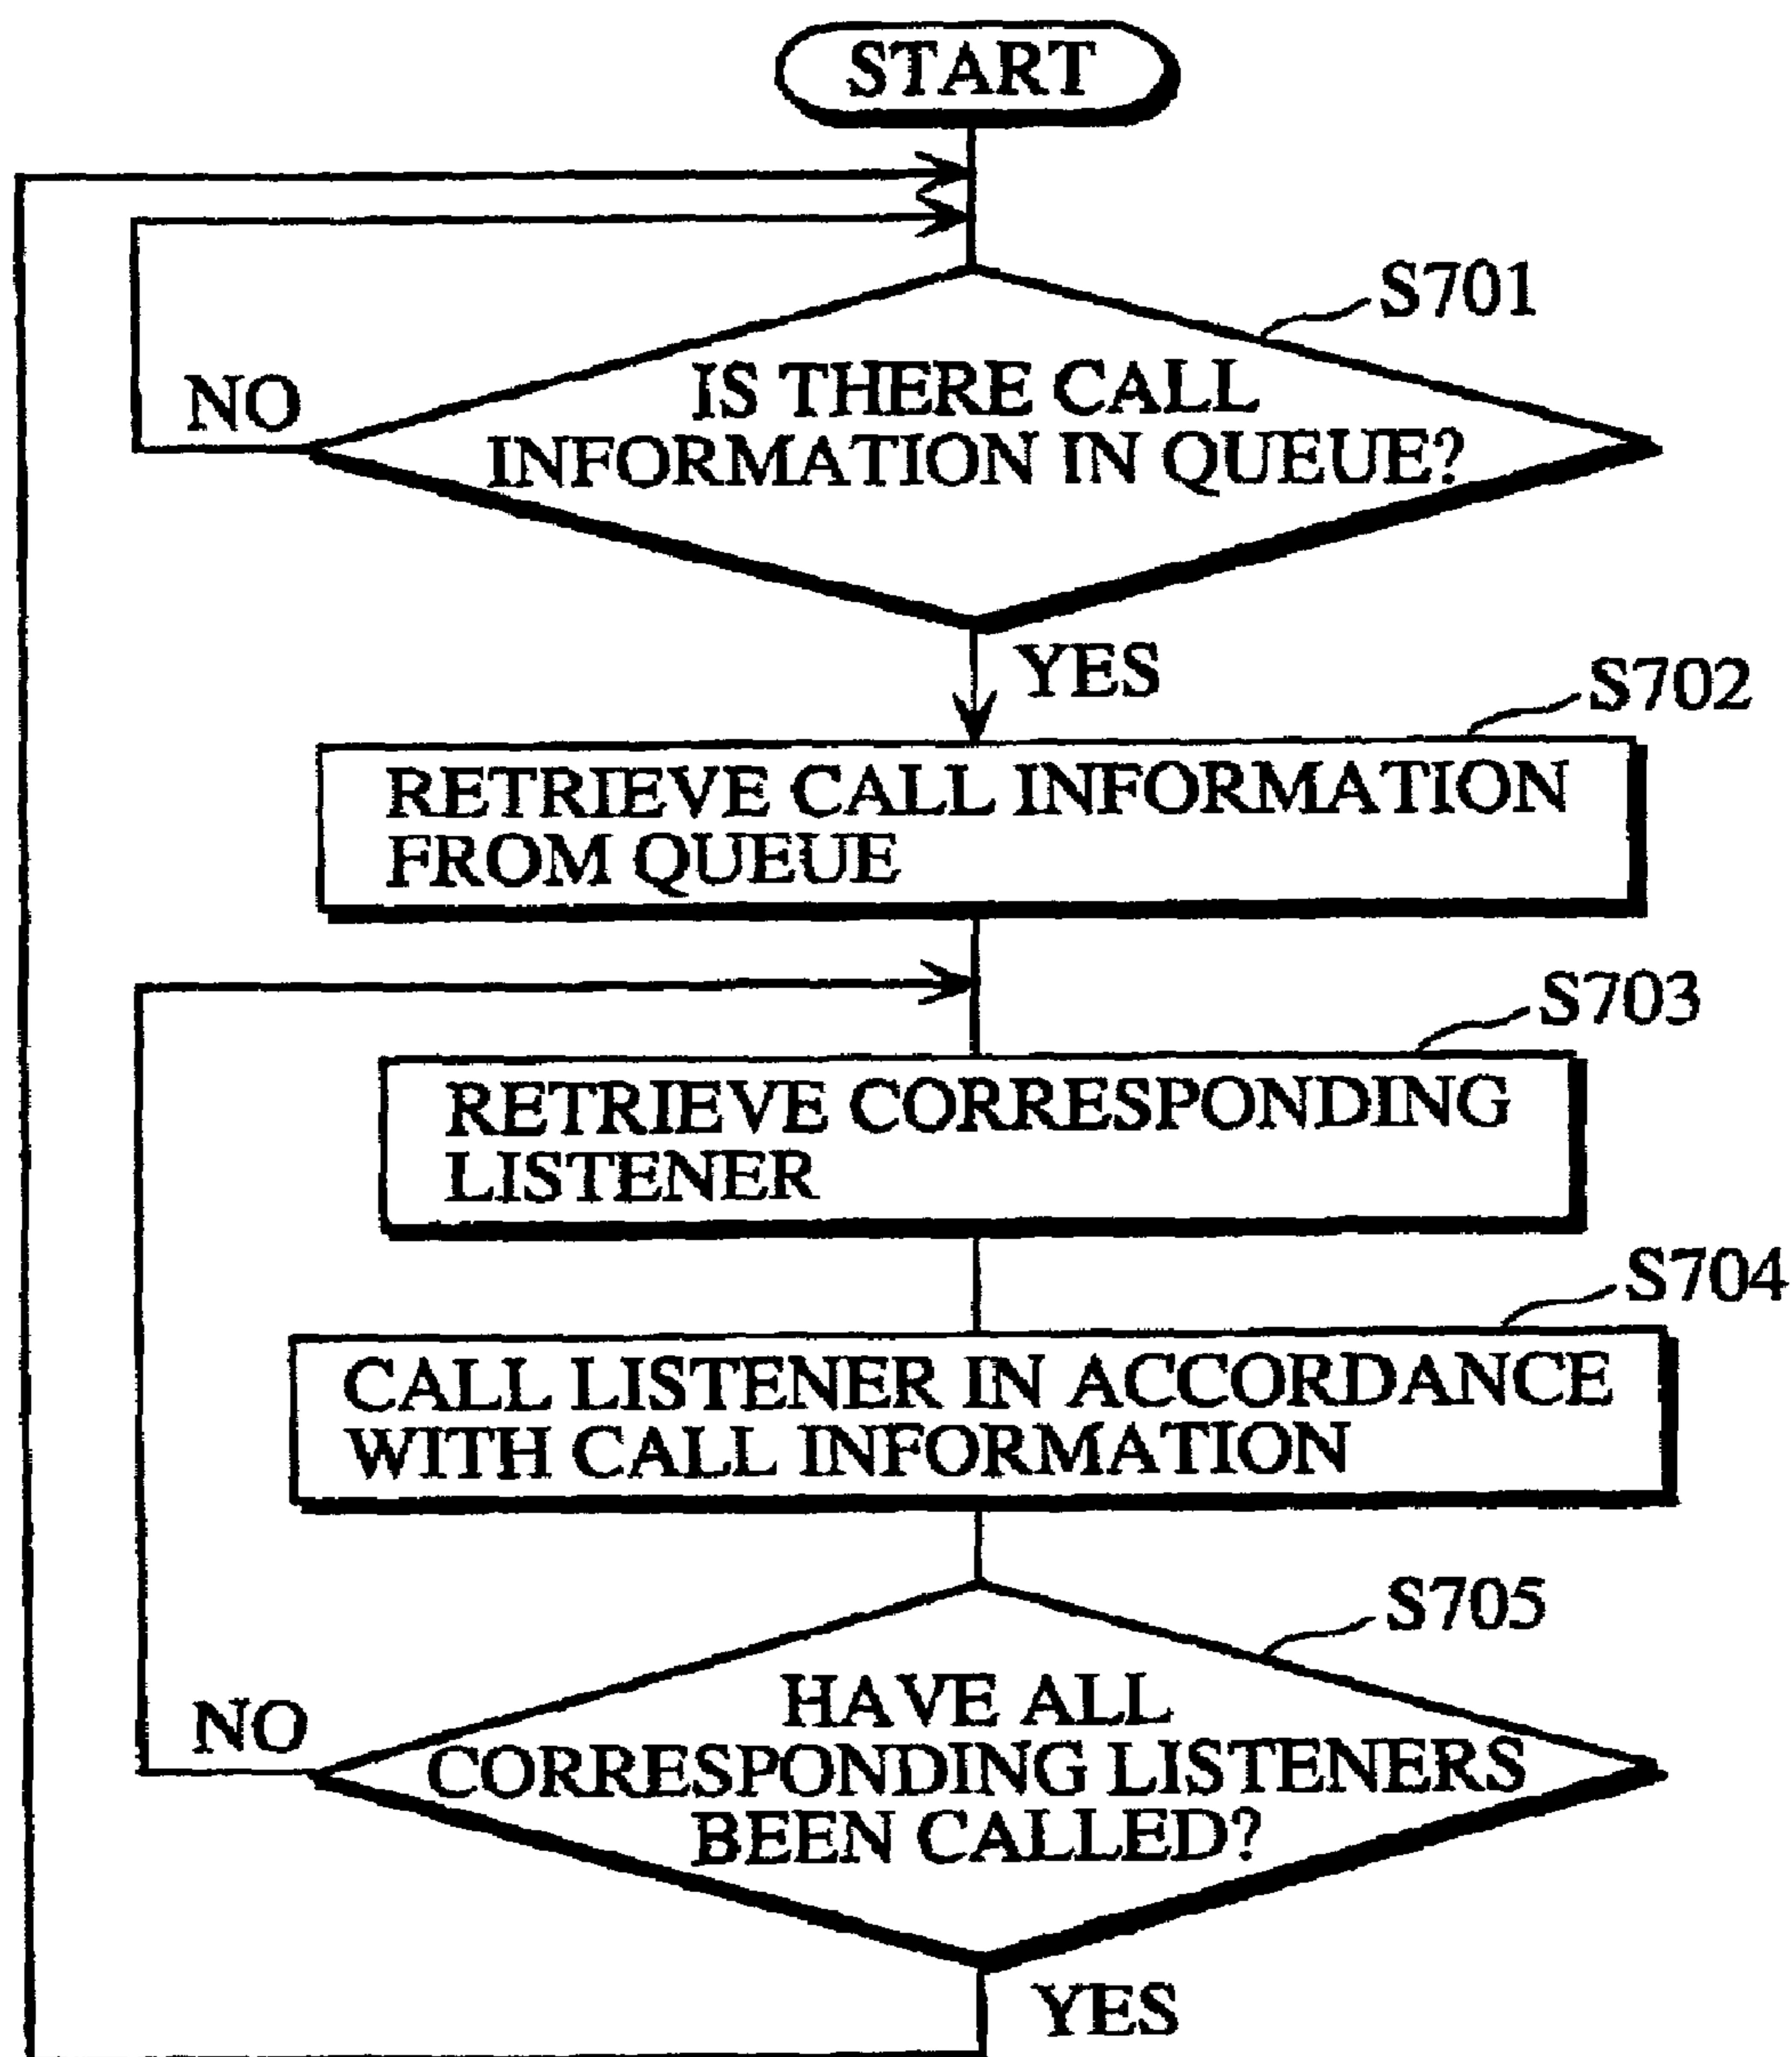 START
S701
IS THERE CALL
INFORMATION IN QUEUE?
NO
YES
S702
RETRIEVE CALL INFORMATION
FROM QUEUE
S703
RETRIEVE CORRESPONDING
LISTENER
S704
CALL LISTENER IN ACCORDANCE
WITH CALL INFORMATION
S705
HAVE ALL
CORRESPONDING LISTENERS
BEEN CALLED?
NO
YES